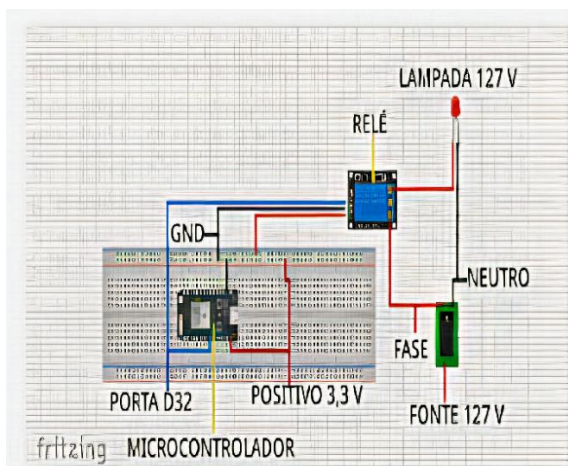 LAMPADA 127 V
RELÉ
GND
NEUTRO
FASE
PORTA D32
POSITIVO 3,3 V
FONTE 127 V
fritzing
MICROCONTROLADOR